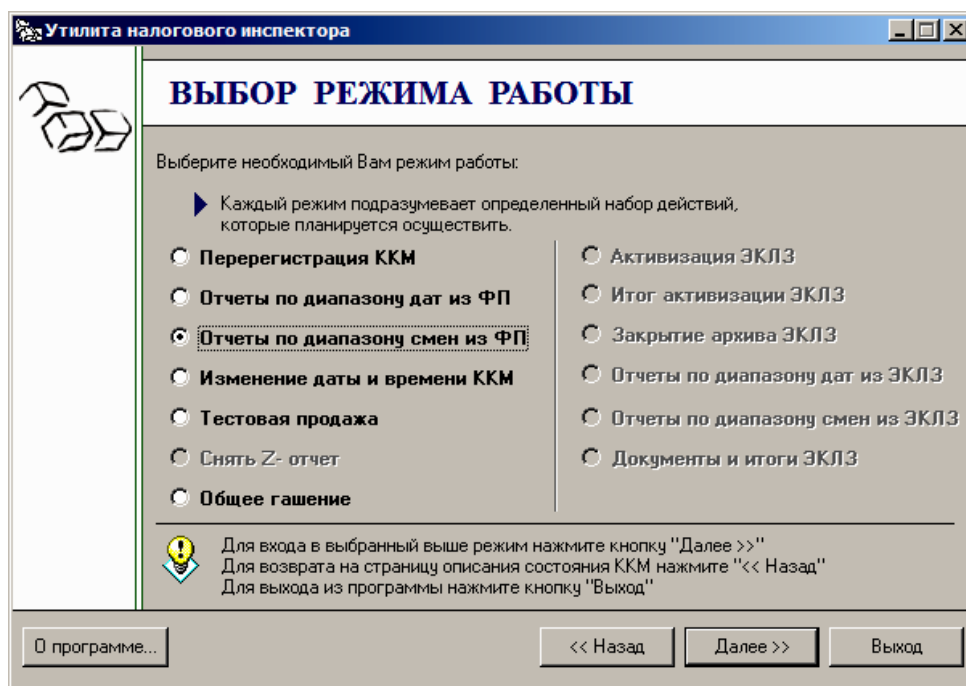 Утилита налогового инспектора
ВЫБОР РЕЖИМА РАБОТЫ
Выберите необходимый Вам режим работы:
Каждый режим подразумевает определенный набор действий,
которые планируется осуществить.
Перерегистрация ККМ
Отчеты по диапазону дат из ФП
Отчеты по диапазону смен из ФП
Изменение даты и времени ККМ
Тестовая продажа
Снять Z- отчет
Общее гашение
Активизация ЭКЛЗ
Итог активизации ЭКЛЗ
Закрытие архива ЭКЛЗ
Отчеты по диапазону дат из ЭКЛЗ
Отчеты по диапазону смен из ЭКЛЗ
Документы и итоги ЭКЛЗ
Для входа в выбранный выше режим нажмите кнопку "Далее >>"
Для возврата на страницу описания состояния ККМ нажмите "<< Назад"
Для выхода из программы нажмите кнопку "Выход"
О программе...
<< Назад
Далее >>
Выход